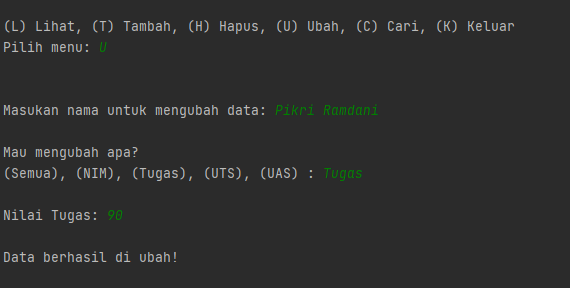 (L) Lihat, (T) Tambah, (H) Hapus, (U) Ubah, (C) Cari, (K) Keluar
Pilih menu: U
Masukan nama untuk mengubah data: Pikri Ramdani
Mau mengubah apa?
(Semua), (NIM), (Tugas), (UTS), (UAS) : Tugas
Nilai Tugas: 90
Data berhasil di ubah!